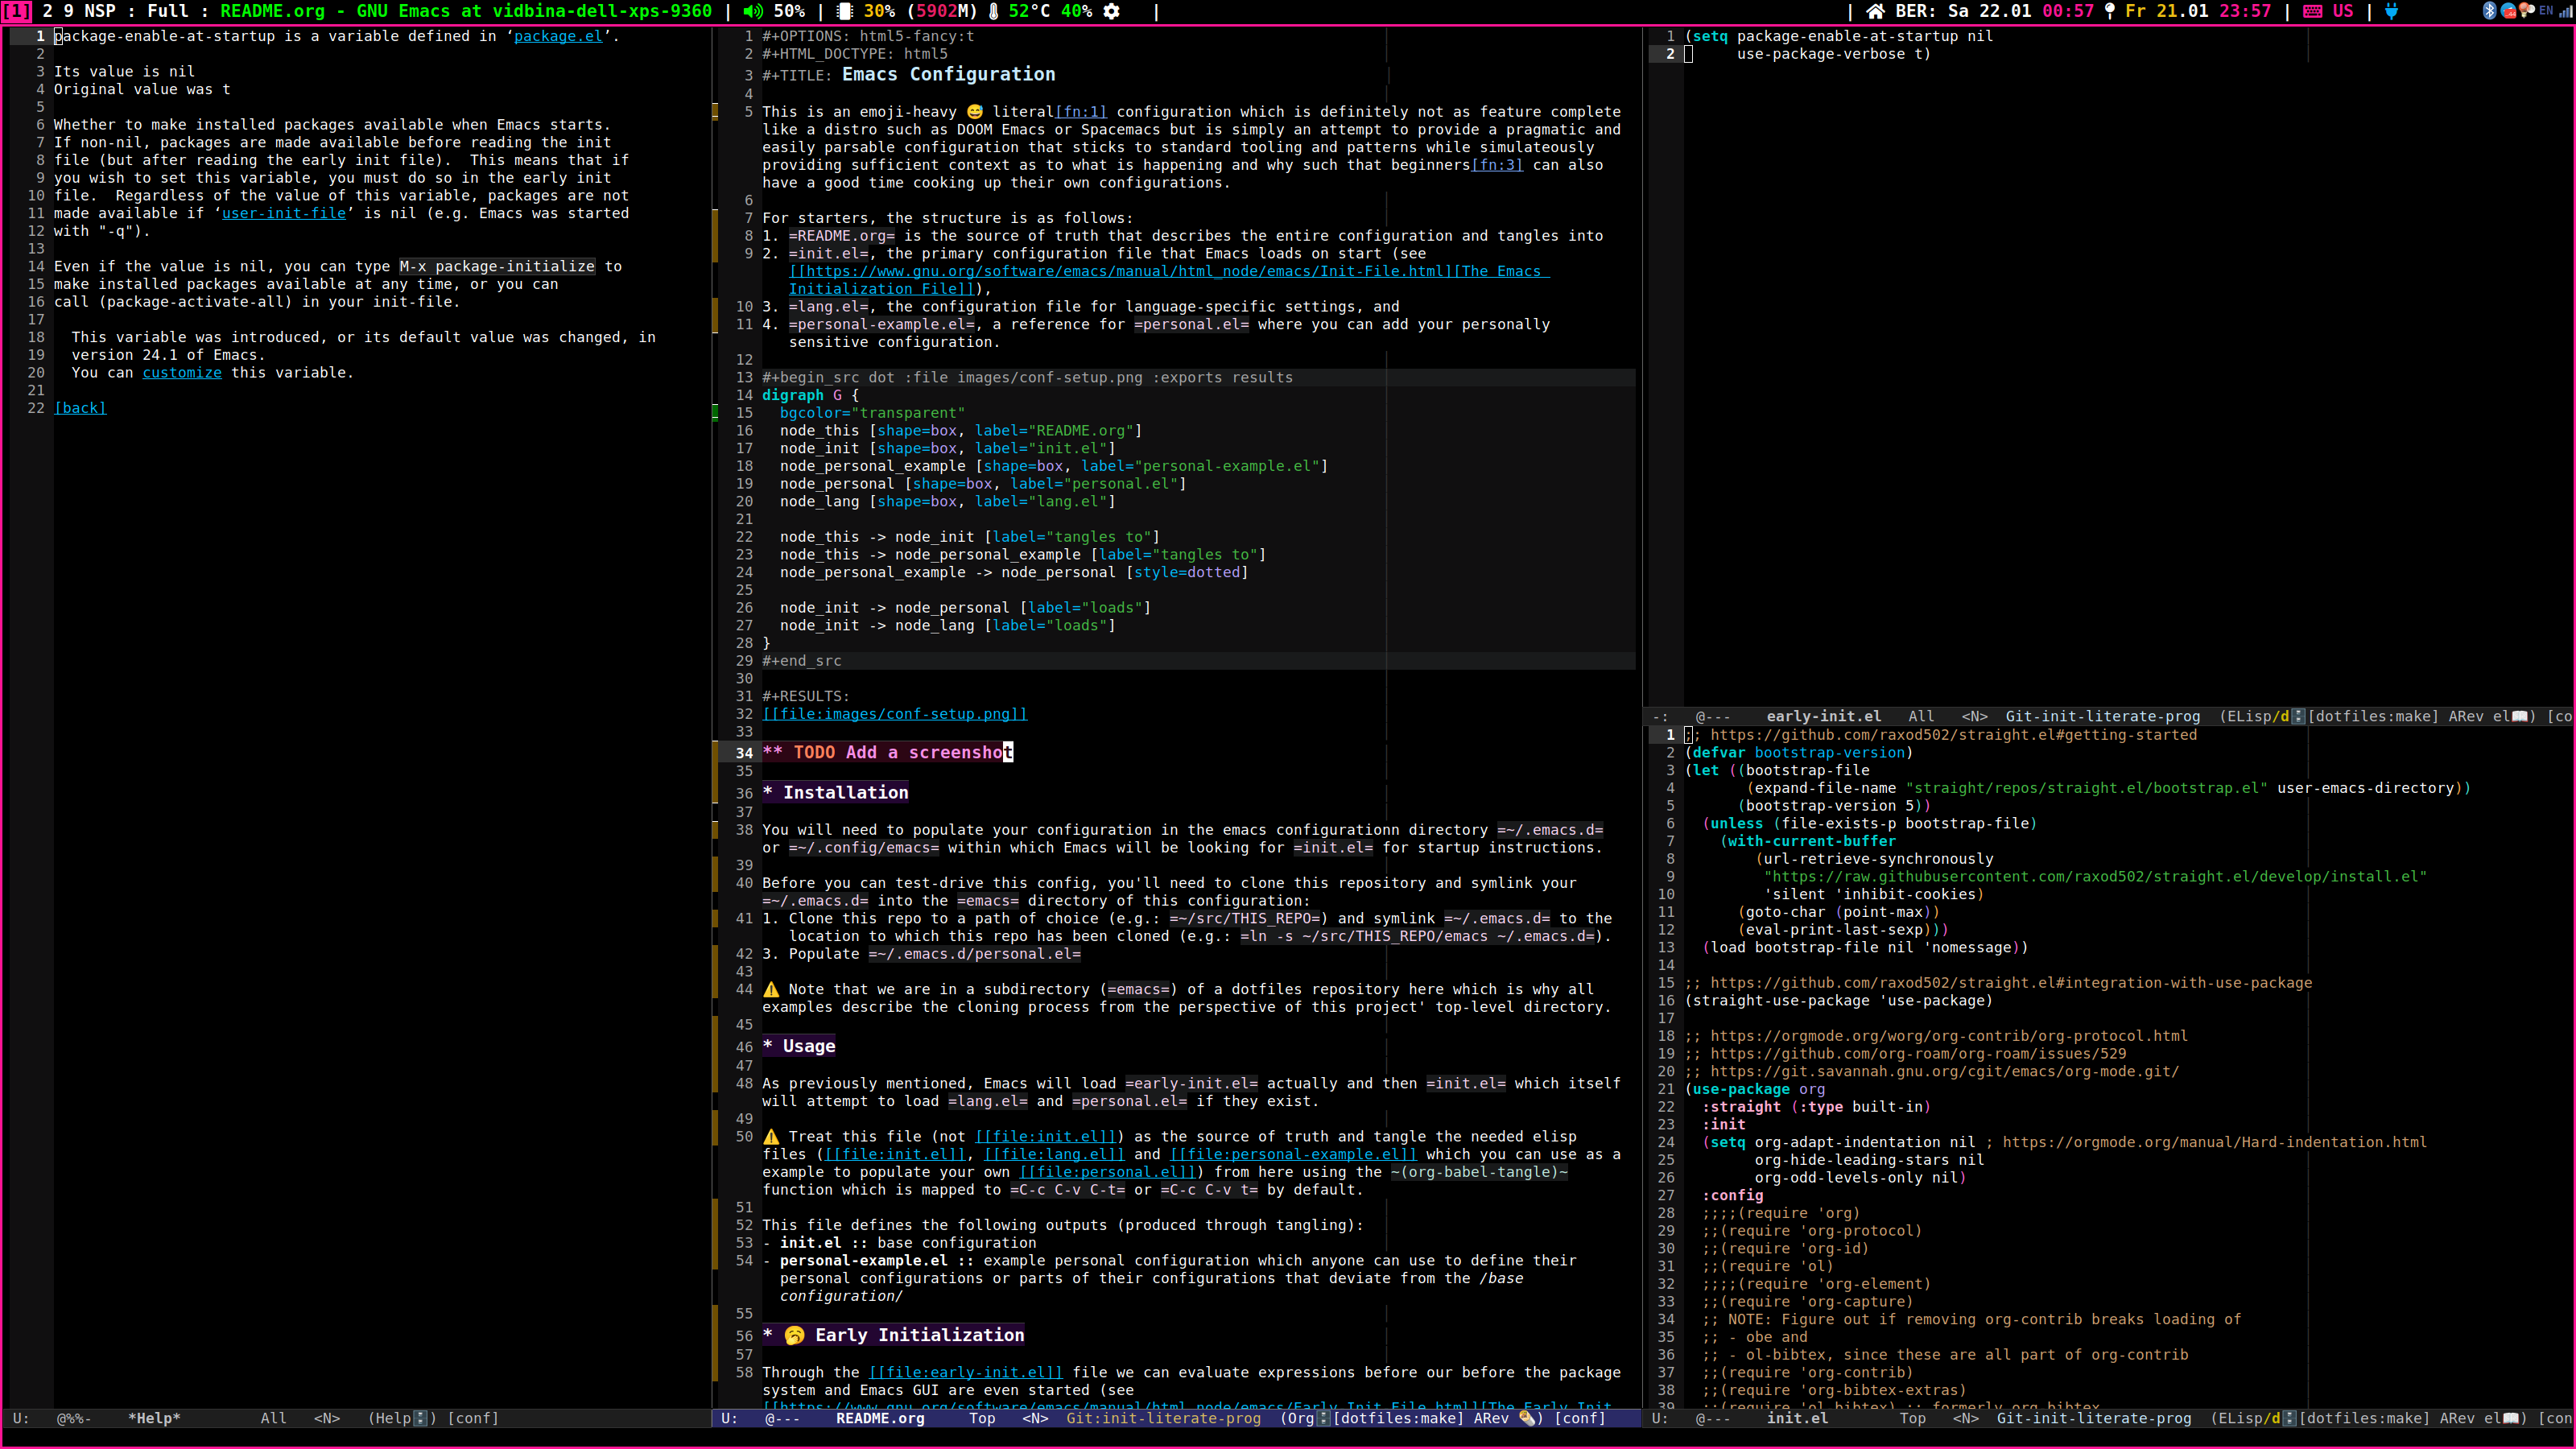 [1] 2 9 NSP : Full : README.org - GNU Emacs at vidbina-dell-xps-9360 | 50% | 30% (5902M) 52°C 40% | | BER: Sa 22.01 00:57 Fr 21.01 23:57 | US | EN
1 package-enable-at-startup is a variable defined in ‘package.el’.
2
3 Its value is nil
4 Original value was t
5
6 Whether to make installed packages available when Emacs starts.
7 If non-nil, packages are made available before reading the init
8 file (but after reading the early init file).  This means that if
9 you wish to set this variable, you must do so in the early init
10 file.  Regardless of the value of this variable, packages are not
11 made available if ‘user-init-file’ is nil (e.g. Emacs was started
12 with "-q").
13
14 Even if the value is nil, you can type M-x package-initialize to
15 make installed packages available at any time, or you can
16 call (package-activate-all) in your init-file.
17
18   This variable was introduced, or its default value was changed, in
19   version 24.1 of Emacs.
20   You can customize this variable.
21
22 [back]
U:   @%%-    *Help*         All   <N>   (Help🗄) [conf]
1 #+OPTIONS: html5-fancy:t
2 #+HTML_DOCTYPE: html5
3 #+TITLE: Emacs Configuration
4
5 This is an emoji-heavy 😅 literal[fn:1] configuration which is definitely not as feature complete
like a distro such as DOOM Emacs or Spacemacs but is simply an attempt to provide a pragmatic and
easily parsable configuration that sticks to standard tooling and patterns while simulateously
providing sufficient context as to what is happening and why such that beginners[fn:3] can also
have a good time cooking up their own configurations.
6
7 For starters, the structure is as follows:
8 1. =README.org= is the source of truth that describes the entire configuration and tangles into
9 2. =init.el=, the primary configuration file that Emacs loads on start (see
[[https://www.gnu.org/software/emacs/manual/html_node/emacs/Init-File.html][The Emacs
Initialization File]]),
10 3. =lang.el=, the configuration file for language-specific settings, and
11 4. =personal-example.el=, a reference for =personal.el= where you can add your personally
sensitive configuration.
12
13 #+begin_src dot :file images/conf-setup.png :exports results
14 digraph G {
15   bgcolor="transparent"
16   node_this [shape=box, label="README.org"]
17   node_init [shape=box, label="init.el"]
18   node_personal_example [shape=box, label="personal-example.el"]
19   node_personal [shape=box, label="personal.el"]
20   node_lang [shape=box, label="lang.el"]
21
22   node_this -> node_init [label="tangles to"]
23   node_this -> node_personal_example [label="tangles to"]
24   node_personal_example -> node_personal [style=dotted]
25
26   node_init -> node_personal [label="loads"]
27   node_init -> node_lang [label="loads"]
28 }
29 #+end_src
30
31 #+RESULTS:
32 [[file:images/conf-setup.png]]
33
34 ** TODO Add a screenshot
35
36 * Installation
37
38 You will need to populate your configuration in the emacs configurationn directory =~/.emacs.d=
or =~/.config/emacs= within which Emacs will be looking for =init.el= for startup instructions.
39
40 Before you can test-drive this config, you'll need to clone this repository and symlink your
=~/.emacs.d= into the =emacs= directory of this configuration:
41 1. Clone this repo to a path of choice (e.g.: =~/src/THIS_REPO=) and symlink =~/.emacs.d= to the
location to which this repo has been cloned (e.g.: =ln -s ~/src/THIS_REPO/emacs ~/.emacs.d=).
42 3. Populate =~/.emacs.d/personal.el=
43
44 ⚠️ Note that we are in a subdirectory (=emacs=) of a dotfiles repository here which is why all
examples describe the cloning process from the perspective of this project' top-level directory.
45
46 * Usage
47
48 As previously mentioned, Emacs will load =early-init.el= actually and then =init.el= which itself
will attempt to load =lang.el= and =personal.el= if they exist.
49
50 ⚠️ Treat this file (not [[file:init.el]]) as the source of truth and tangle the needed elisp
files ([[file:init.el]], [[file:lang.el]] and [[file:personal-example.el]] which you can use as a
example to populate your own [[file:personal.el]]) from here using the ~(org-babel-tangle)~
function which is mapped to =C-c C-v C-t= or =C-c C-v t= by default.
51
52 This file defines the following outputs (produced through tangling):
53 - init.el :: base configuration
54 - personal-example.el :: example personal configuration which anyone can use to define their
personal configurations or parts of their configurations that deviate from the /base
configuration/
55
56 * 🥱 Early Initialization
57
58 Through the [[file:early-init.el]] file we can evaluate expressions before our before the package
system and Emacs GUI are even started (see
[[https://www.gnu.org/software/emacs/manual/html_node/emacs/Early-Init-File.html][The Early Init
U:   @---    README.org     Top   <N>  Git:init-literate-prog  (Org🗄[dotfiles:make] ARev) [conf]
1 (setq package-enable-at-startup nil
2       use-package-verbose t)
-:   @---    early-init.el   All   <N>  Git-init-literate-prog  (ELisp/d🗄[dotfiles:make] ARev el📖) [co
1 ;; https://github.com/raxod502/straight.el#getting-started
2 (defvar bootstrap-version)
3 (let ((bootstrap-file
4        (expand-file-name "straight/repos/straight.el/bootstrap.el" user-emacs-directory))
5       (bootstrap-version 5))
6   (unless (file-exists-p bootstrap-file)
7     (with-current-buffer
8         (url-retrieve-synchronously
9          "https://raw.githubusercontent.com/raxod502/straight.el/develop/install.el"
10          'silent 'inhibit-cookies)
11       (goto-char (point-max))
12       (eval-print-last-sexp)))
13   (load bootstrap-file nil 'nomessage))
14
15 ;; https://github.com/raxod502/straight.el#integration-with-use-package
16 (straight-use-package 'use-package)
17
18 ;; https://orgmode.org/worg/org-contrib/org-protocol.html
19 ;; https://github.com/org-roam/org-roam/issues/529
20 ;; https://git.savannah.gnu.org/cgit/emacs/org-mode.git/
21 (use-package org
22   :straight (:type built-in)
23   :init
24   (setq org-adapt-indentation nil ; https://orgmode.org/manual/Hard-indentation.html
25         org-hide-leading-stars nil
26         org-odd-levels-only nil)
27   :config
28   ;;;;(require 'org)
29   ;;(require 'org-protocol)
30   ;;(require 'org-id)
31   ;;(require 'ol)
32   ;;;;(require 'org-element)
33   ;;(require 'org-capture)
34   ;; NOTE: Figure out if removing org-contrib breaks loading of
35   ;; - obe and
36   ;; - ol-bibtex, since these are all part of org-contrib
37   ;;(require 'org-contrib)
38   ;;(require 'org-bibtex-extras)
39   ;;(require 'ol-bibtex) ;; formerly org-bibtex
U:   @---    init.el        Top   <N>  Git-init-literate-prog  (ELisp/d🗄[dotfiles:make] ARev el📖) [con